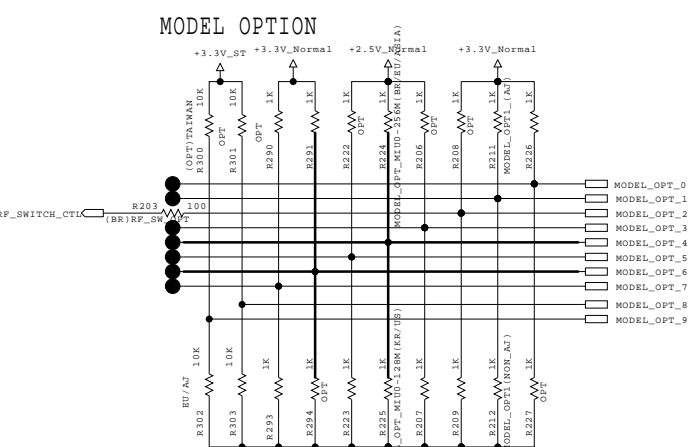 MODEL OPTION
+3.3V_ST
+3.3V_Normal
+2.5V_Normal
+3.3V_Normal
10K
10K
1K
1K
1K
1K
1K
1K
1K
1K
(OPT)TAIWAN
OPT
OPT
OPT
MODEL_OPT_MIU0-256M(BR/EU/ASIA)
OPT
OPT
MODEL_OPT1_(AJ)
R300
R301
R290
R291
R222
R224
R206
R208
R211
R226
MODEL_OPT_0
MODEL_OPT_1
RF_SWITCH_CTL
R203
100
(BR)RF_SW_OPT
MODEL_OPT_2
MODEL_OPT_3
MODEL_OPT_4
MODEL_OPT_5
MODEL_OPT_6
MODEL_OPT_7
MODEL_OPT_8
MODEL_OPT_9
10K
10K
1K
1K
1K
1K
1K
1K
1K
1K
EU/AJ
OPT
_OPT_MIU0-128M(KR/US)
ODEL_OPT1(NON_AJ)
OPT
R302
R303
R293
R294
R223
R225
R207
R209
R212
R227